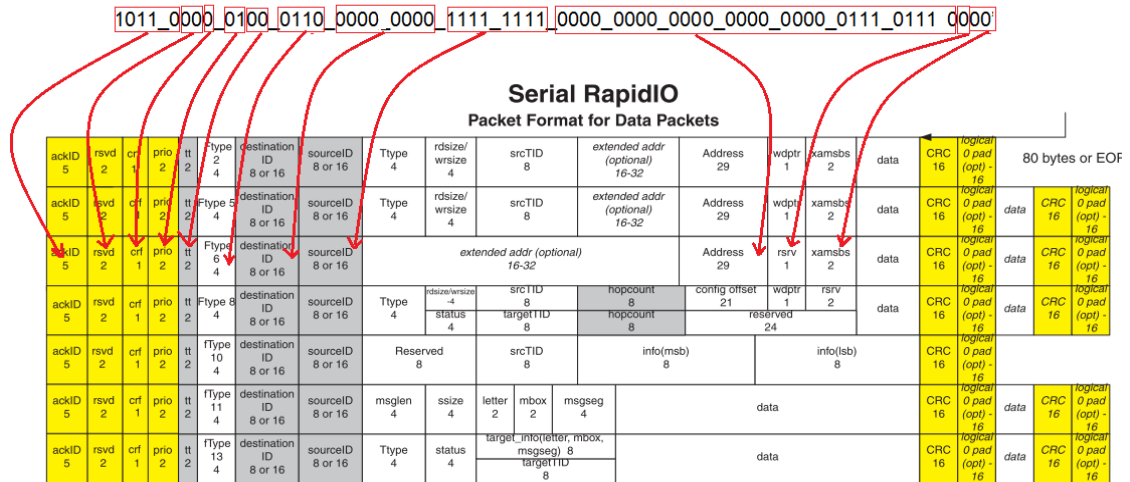 1011_0000_0100_0110_0000_0000_1111_1111_0000_0000_0000_0000_0000_0111_0111 0000'
Serial RapidIO
Packet Format for Data Packets
80 bytes or EOF
ackID 5 rsvd 2 crf 1 prio 2 tt 2 Ftype 2 4 destination ID 8 or 16 sourceID 8 or 16 Ttype 4 rdsize/ wrsize 4 srcTID 8 extended addr (optional) 16-32 Address 29 wdptr 1 xamsbs 2 data CRC 16 logical 0 pad (opt) - 16
ackID 5 rsvd 2 crf 1 prio 2 tt 2 Ftype 5 4 destination ID 8 or 16 sourceID 8 or 16 Ttype 4 rdsize/ wrsize 4 srcTID 8 extended addr (optional) 16-32 Address 29 wdptr 1 xamsbs 2 data CRC 16 logical 0 pad (opt) - 16 data CRC 16 logical 0 pad (opt) - 16
ackID 5 rsvd 2 crf 1 prio 2 tt 2 Ftype 6 4 destination ID 8 or 16 sourceID 8 or 16 extended addr (optional) 16-32 Address 29 rsrv 1 xamsbs 2 data CRC 16 logical 0 pad (opt) - 16 data CRC 16 logical 0 pad (opt) - 16
ackID 5 rsvd 2 crf 1 prio 2 tt 2 Ftype 8 4 destination ID 8 or 16 sourceID 8 or 16 Ttype 4 rdsize/wrsize -4 srcTID 8 hopcount 8 config offset 21 wdptr 1 rsrv 2 status 4 targetTID 8 hopcount 8 reserved 24 data CRC 16 logical 0 pad (opt) - 16 data CRC 16 logical 0 pad (opt) - 16
ackID 5 rsvd 2 crf 1 prio 2 tt 2 fType 10 4 destination ID 8 or 16 sourceID 8 or 16 Reserved 8 srcTID 8 info(msb) 8 info(lsb) 8 CRC 16 logical 0 pad (opt) - 16
ackID 5 rsvd 2 crf 1 prio 2 tt 2 fType 11 4 destination ID 8 or 16 sourceID 8 or 16 msglen 4 ssize 4 letter 2 mbox 2 msgseg 4 data CRC 16 logical 0 pad (opt) - 16 data CRC 16 logical 0 pad (opt) - 16
ackID 5 rsvd 2 crf 1 prio 2 tt 2 fType 13 4 destination ID 8 or 16 sourceID 8 or 16 Ttype 4 status 4 target_info(letter, mbox, msgseg) 8 targetTID 8 data CRC 16 logical 0 pad (opt) - 16 data CRC 16 logical 0 pad (opt) - 16